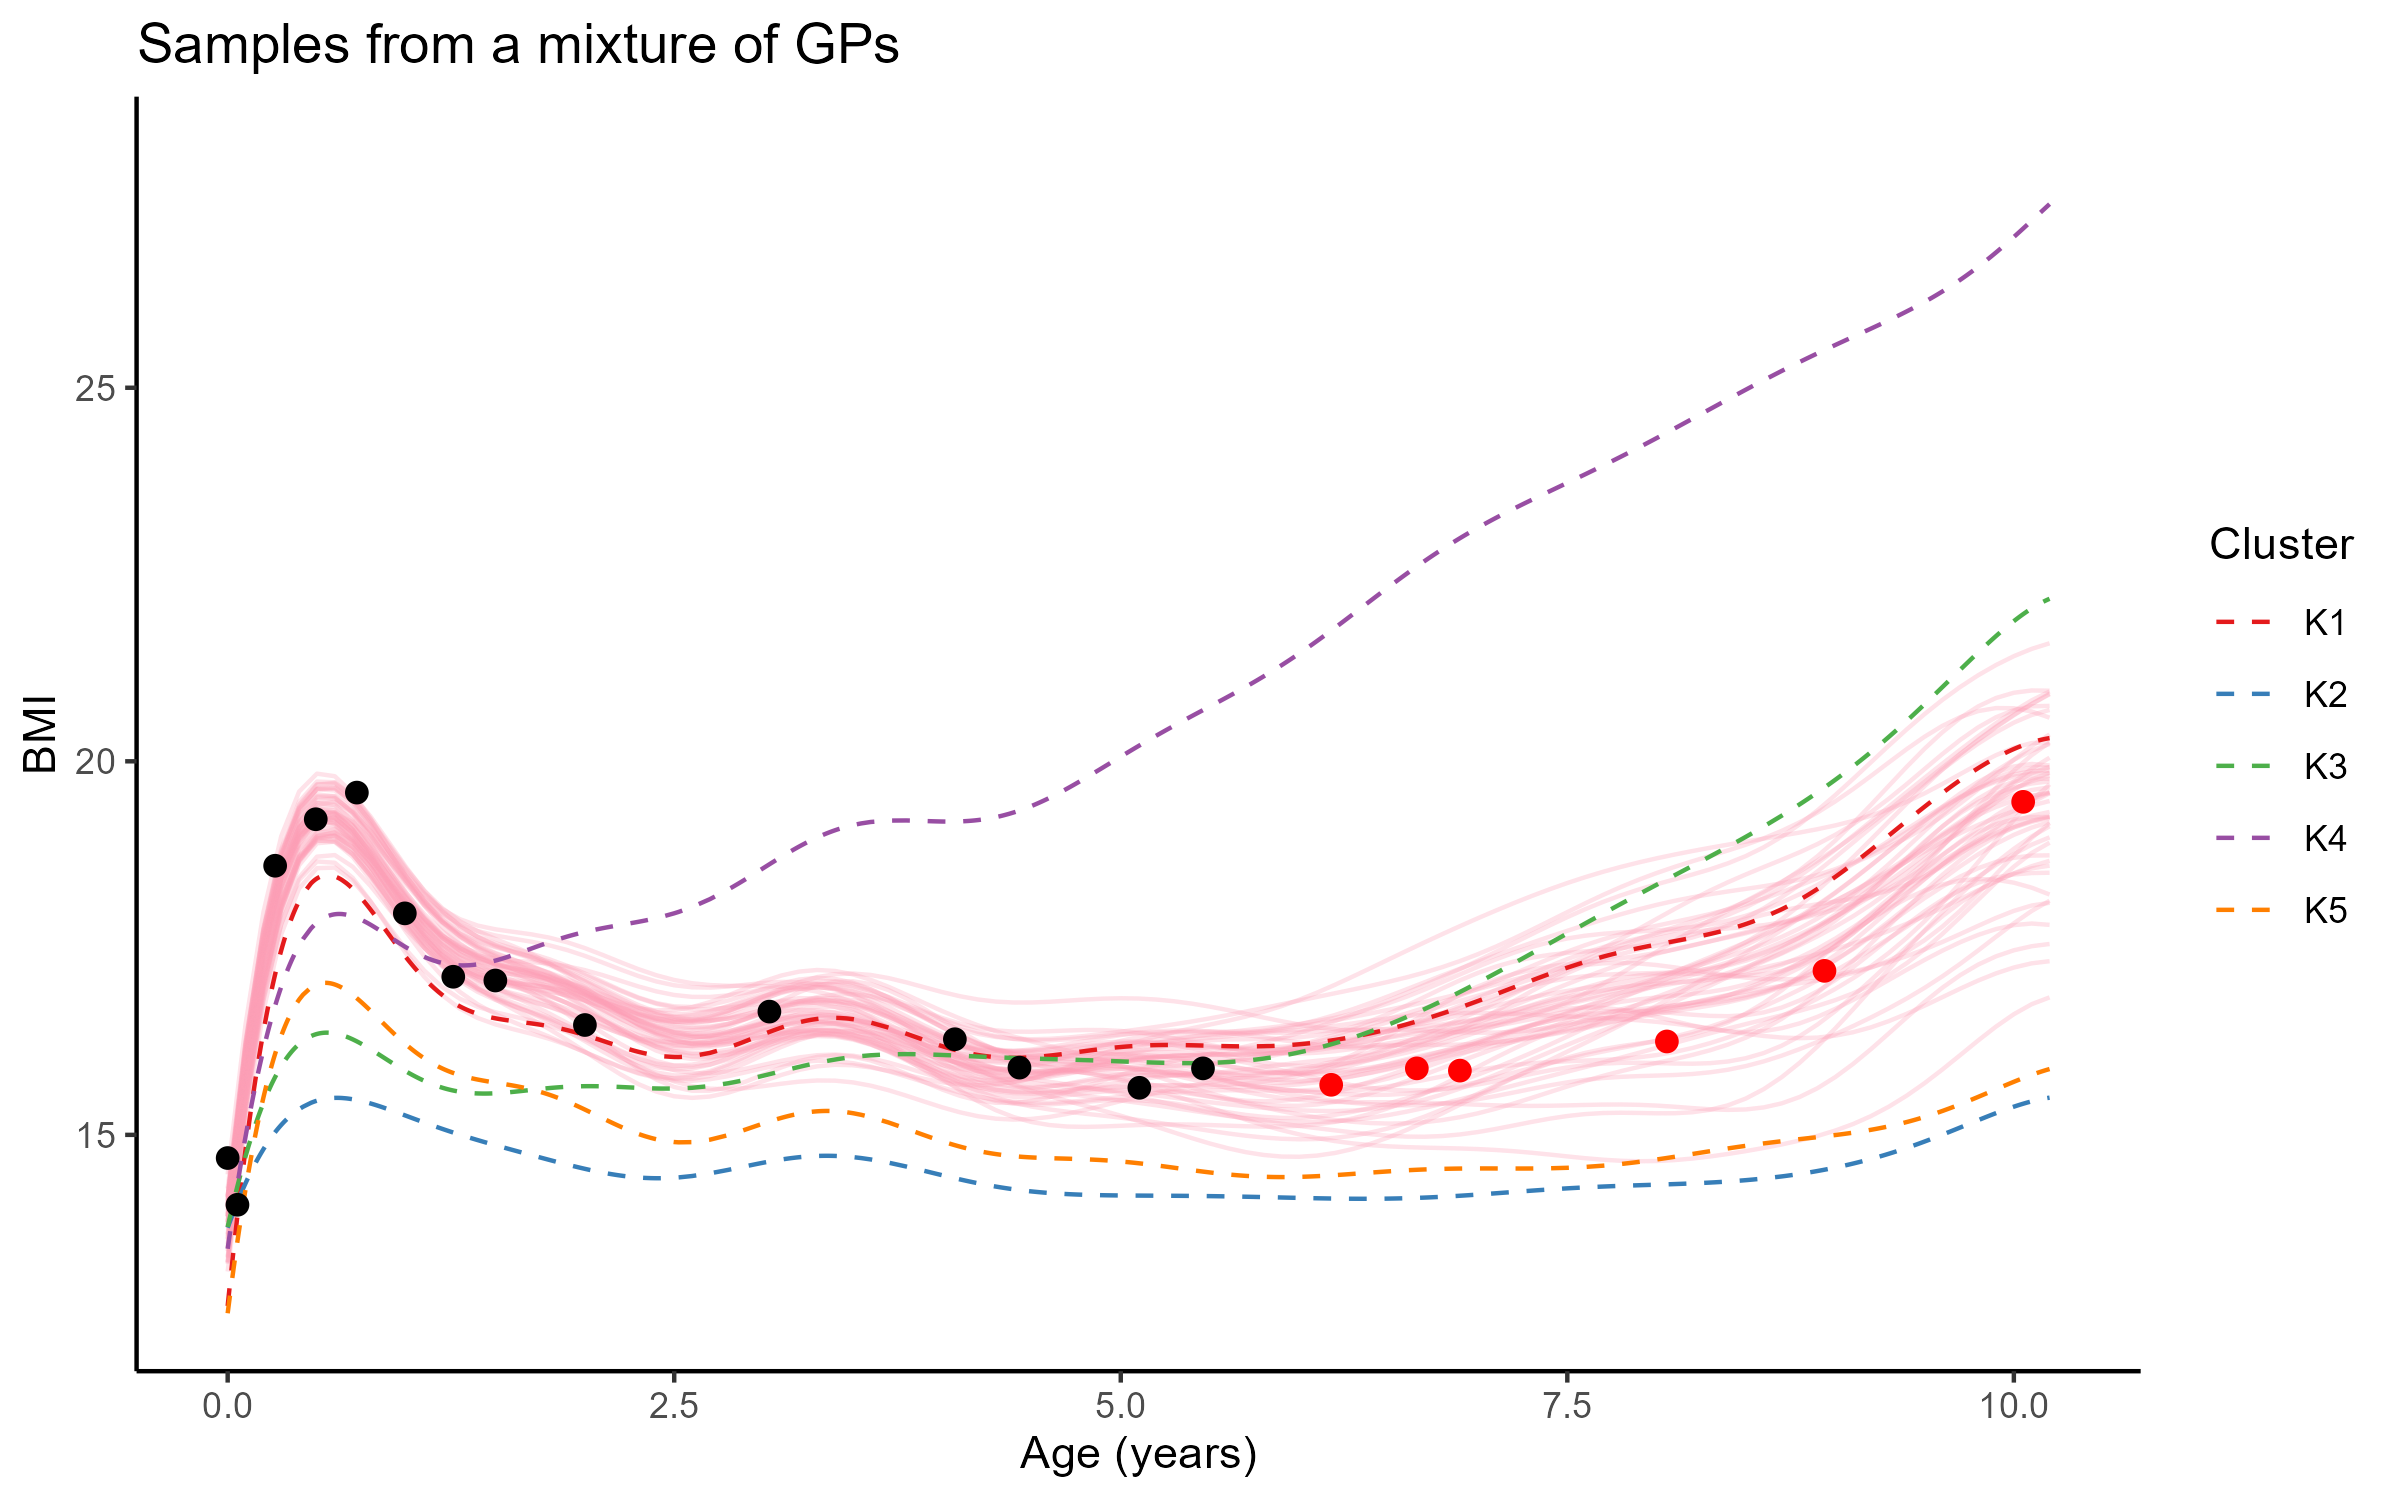 Samples from a mixture of GPs
BMI
25
20
15
0.0
2.5
5.0
7.5
10.0
Age (years)
Cluster
K1
K2
K3
K4
K5